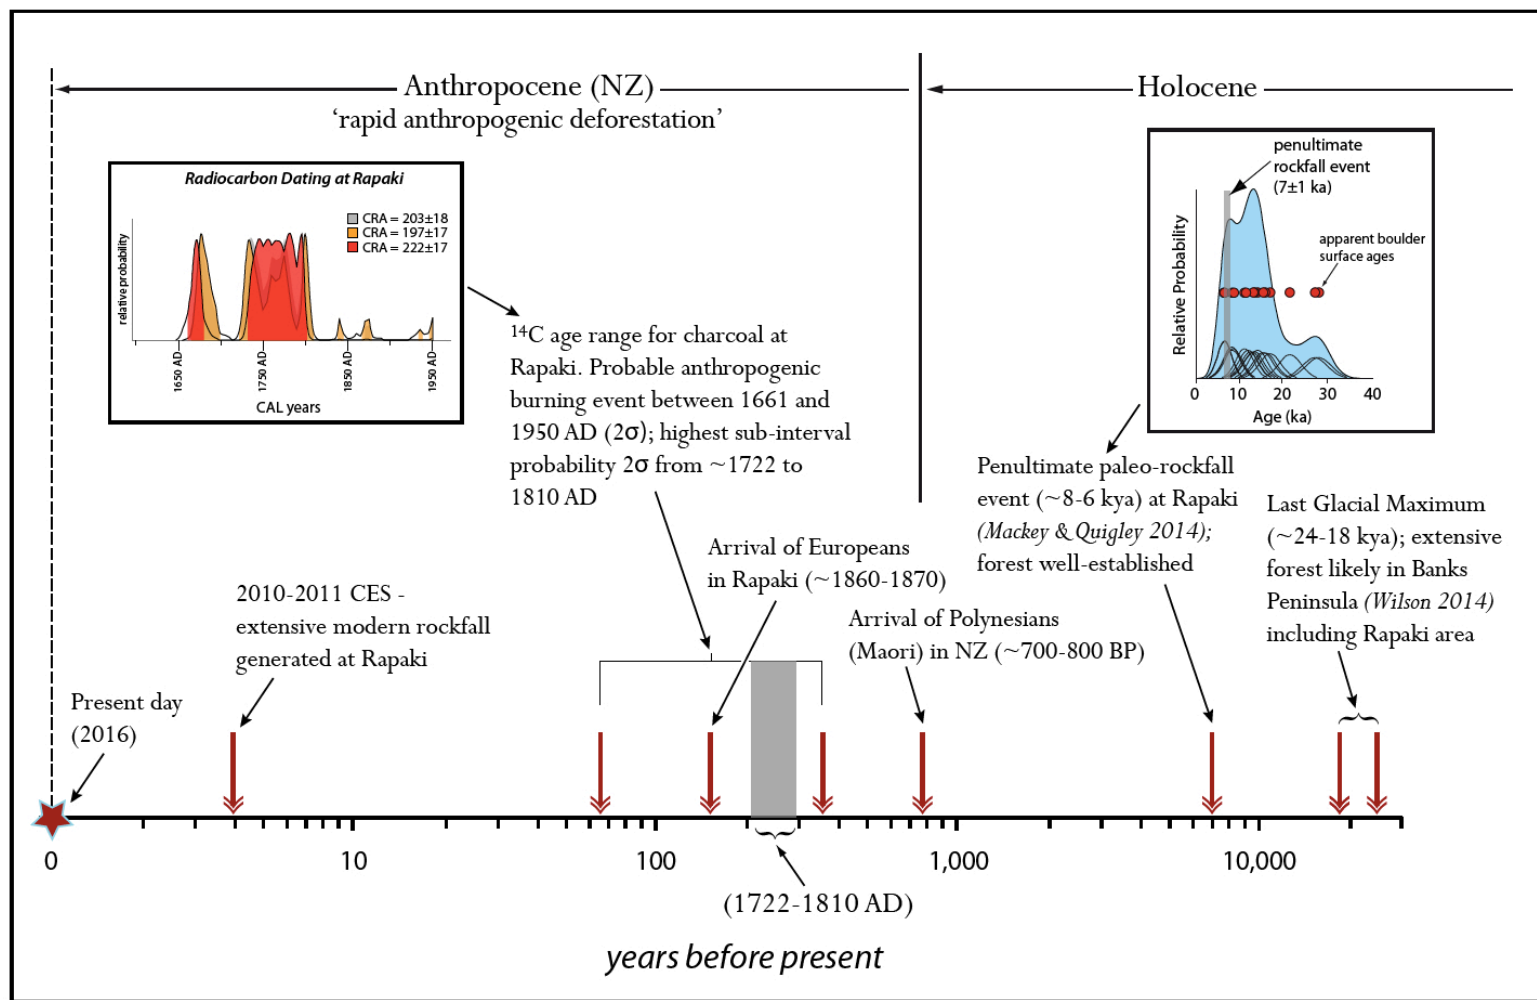 Anthropocene (NZ)
'rapid anthropogenic deforestation'
Holocene
Radiocarbon Dating at Rapaki
CRA = 203±18
CRA = 197±17
CRA = 222±17
relative probability
1650 AD
1750 AD
1850 AD
1950 AD
CAL years
penultimate
rockfall event
(7±1 ka)
apparent boulder
surface ages
Relative Probability
0 10 20 30 40
Age (ka)
14C age range for charcoal at
Rapaki. Probable anthropogenic
burning event between 1661 and
1950 AD (2σ); highest sub-interval
probability 2σ from ~1722 to
1810 AD
Penultimate paleo-rockfall
event (~8-6 kya) at Rapaki
(Mackey & Quigley 2014);
forest well-established
Last Glacial Maximum
(~24-18 kya); extensive
forest likely in Banks
Peninsula (Wilson 2014)
including Rapaki area
Arrival of Europeans
in Rapaki (~1860-1870)
2010-2011 CES -
extensive modern rockfall
generated at Rapaki
Arrival of Polynesians
(Maori) in NZ (~700-800 BP)
Present day
(2016)
0 10 100 1,000 10,000
(1722-1810 AD)
years before present